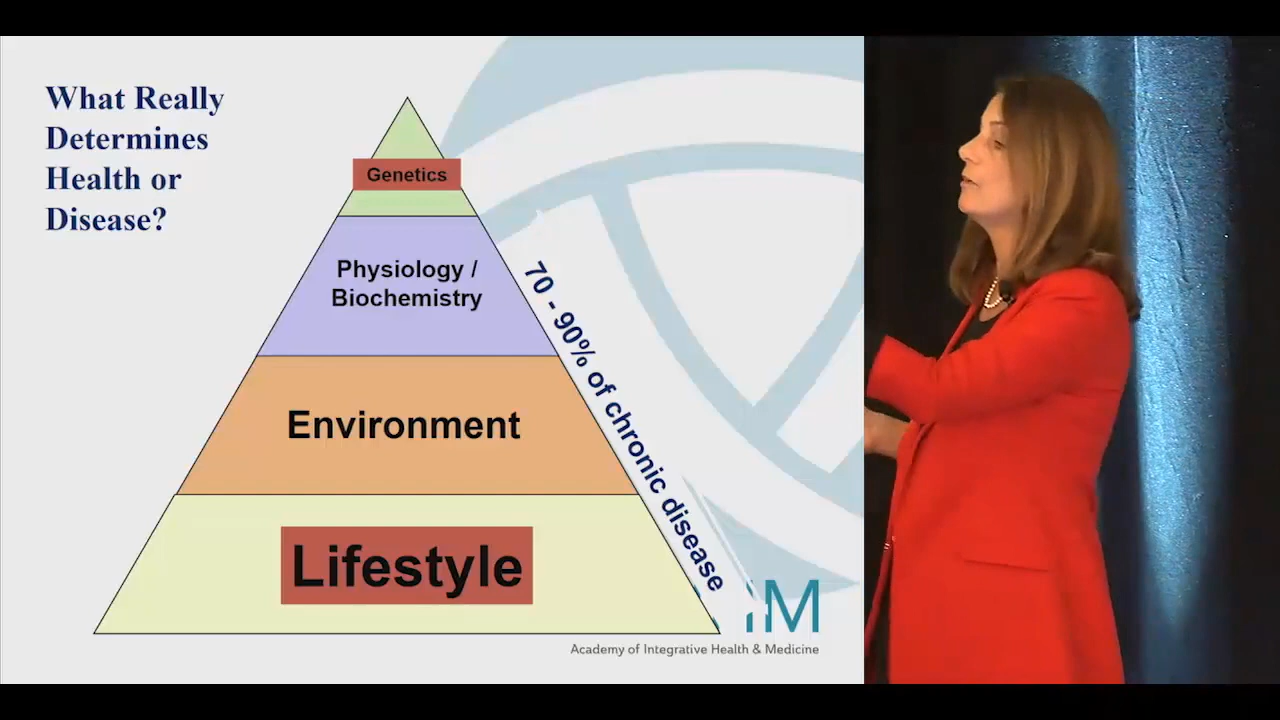 What Really
Determines
Health or
Disease?
Genetics
Physiology /
Biochemistry
70 - 90% of chronic disease
Environment
Lifestyle
Academy of Integrative Health & Medicine